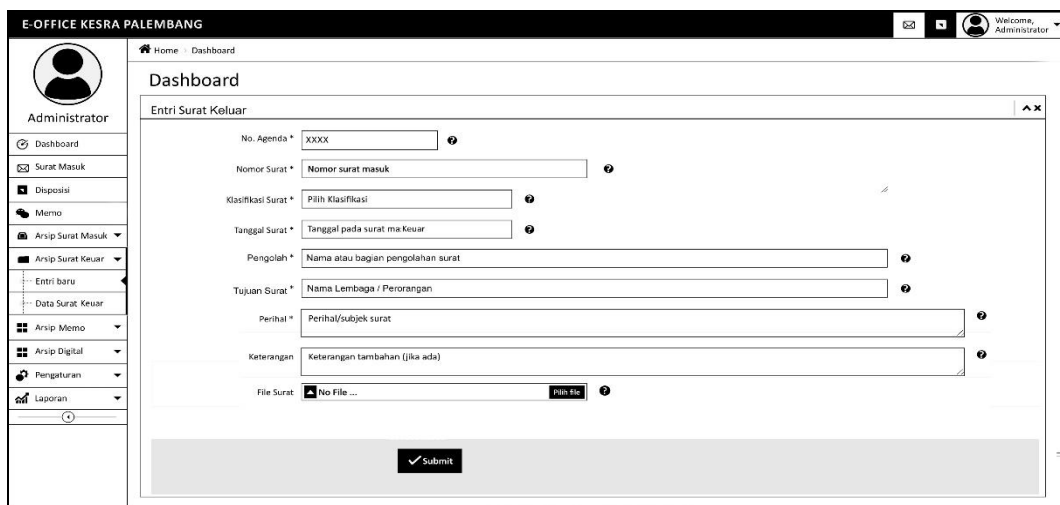 E-OFFICE KESRA PALEMBANG
Welcome,
Administrator
Administrator
Dashboard
Surat Masuk
Disposisi
Memo
Arsip Surat Masuk
Arsip Surat Keuar
Entri baru
Data Surat Keuar
Arsip Memo
Arsip Digital
Pengaturan
Laporan
Home Dashboard
Dashboard
Entri Surat Keluar
No. Agenda * XXXX
Nomor Surat * Nomor surat masuk
Klasifikasi Surat * Pilih Klasifikasi
Tanggal Surat * Tanggal pada surat ma Keuar
Pengolah * Nama atau bagian pengolahan surat
Tujuan Surat * Nama Lembaga / Perorangan
Perihal * Perihal/subjek surat
Keterangan Keterangan tambahan (jika ada)
File Surat No File ... Pilih file
Submit